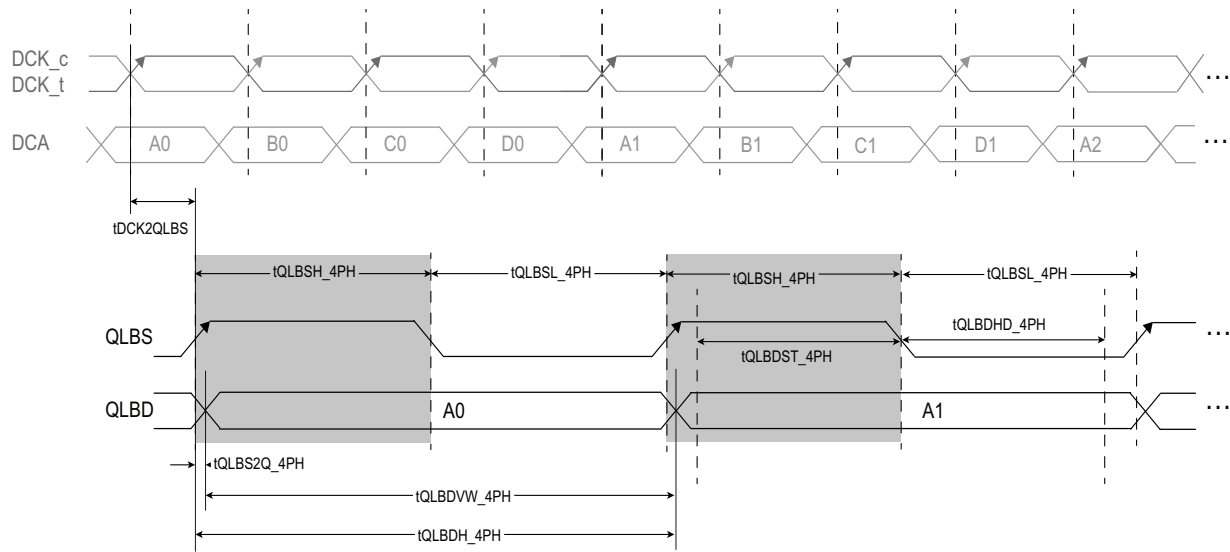 DCK_c
DCK_t
...
DCA A0 B0 C0 D0 A1 B1 C1 D1 A2 ...
tDCK2QLBS
tQLBSH_4PH tQLBSL_4PH tQLBSH_4PH tQLBSL_4PH
QLBS tQLBDHD_4PH ...
tQLBDST_4PH
QLBD A0 A1 ...
tQLBS2Q_4PH
tQLBDVW_4PH
tQLBDH_4PH